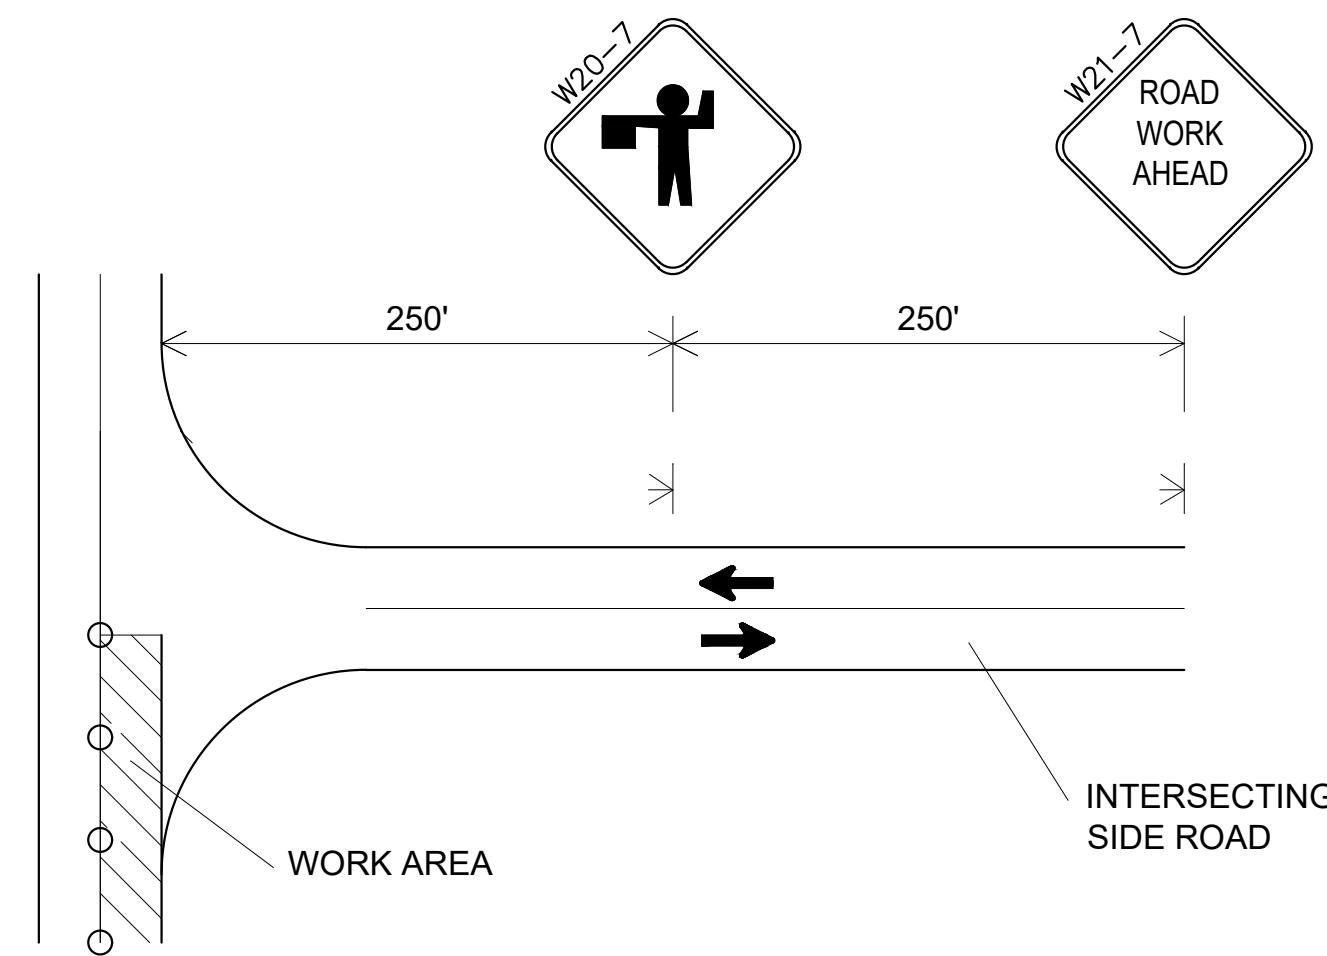 W20-7
W21-7
ROAD
WORK
AHEAD
250'
250'
INTERSECTING
SIDE ROAD
WORK AREA